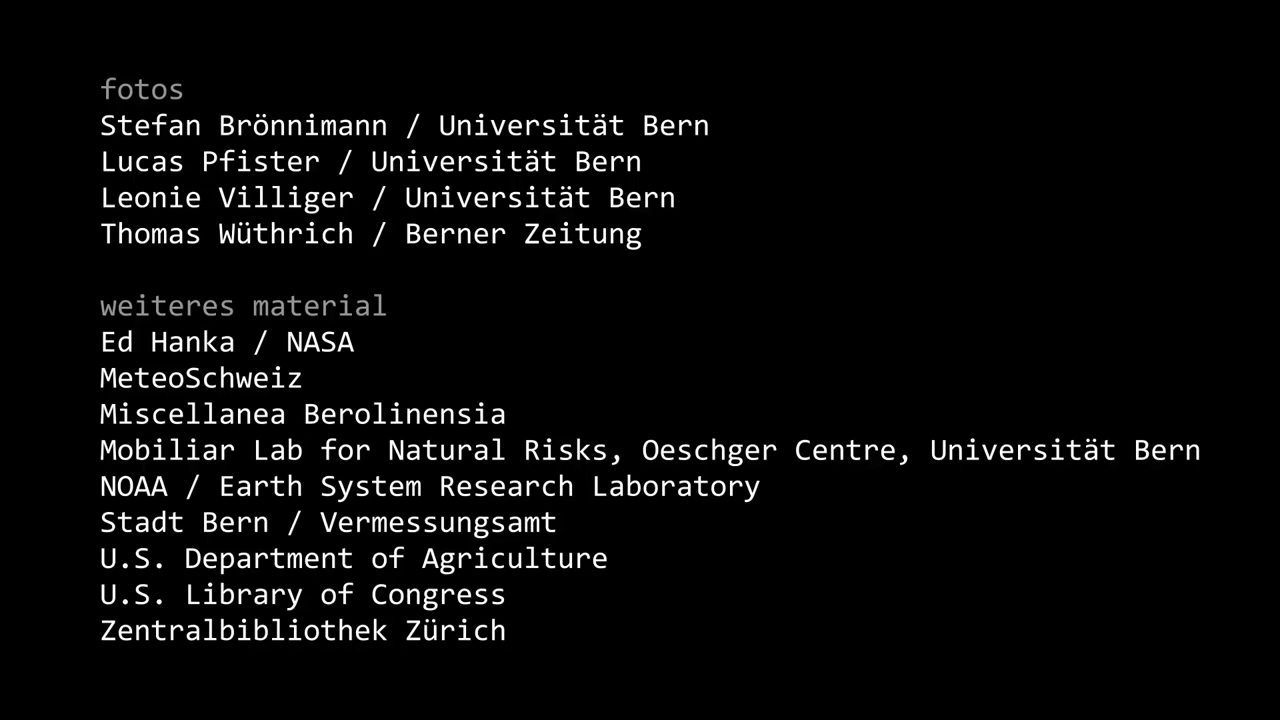 fotos
Stefan Brönnimann / Universität Bern
Lucas Pfister / Universität Bern
Leonie Villiger / Universität Bern
Thomas Wüthrich / Berner Zeitung
weiteres material
Ed Hanka / NASA
MeteoSchweiz
Miscellanea Berolinensia
Mobiliar Lab for Natural Risks, Oeschger Centre, Universität Bern
NOAA / Earth System Research Laboratory
Stadt Bern / Vermessungsamt
U.S. Department of Agriculture
U.S. Library of Congress
Zentralbibliothek Zürich